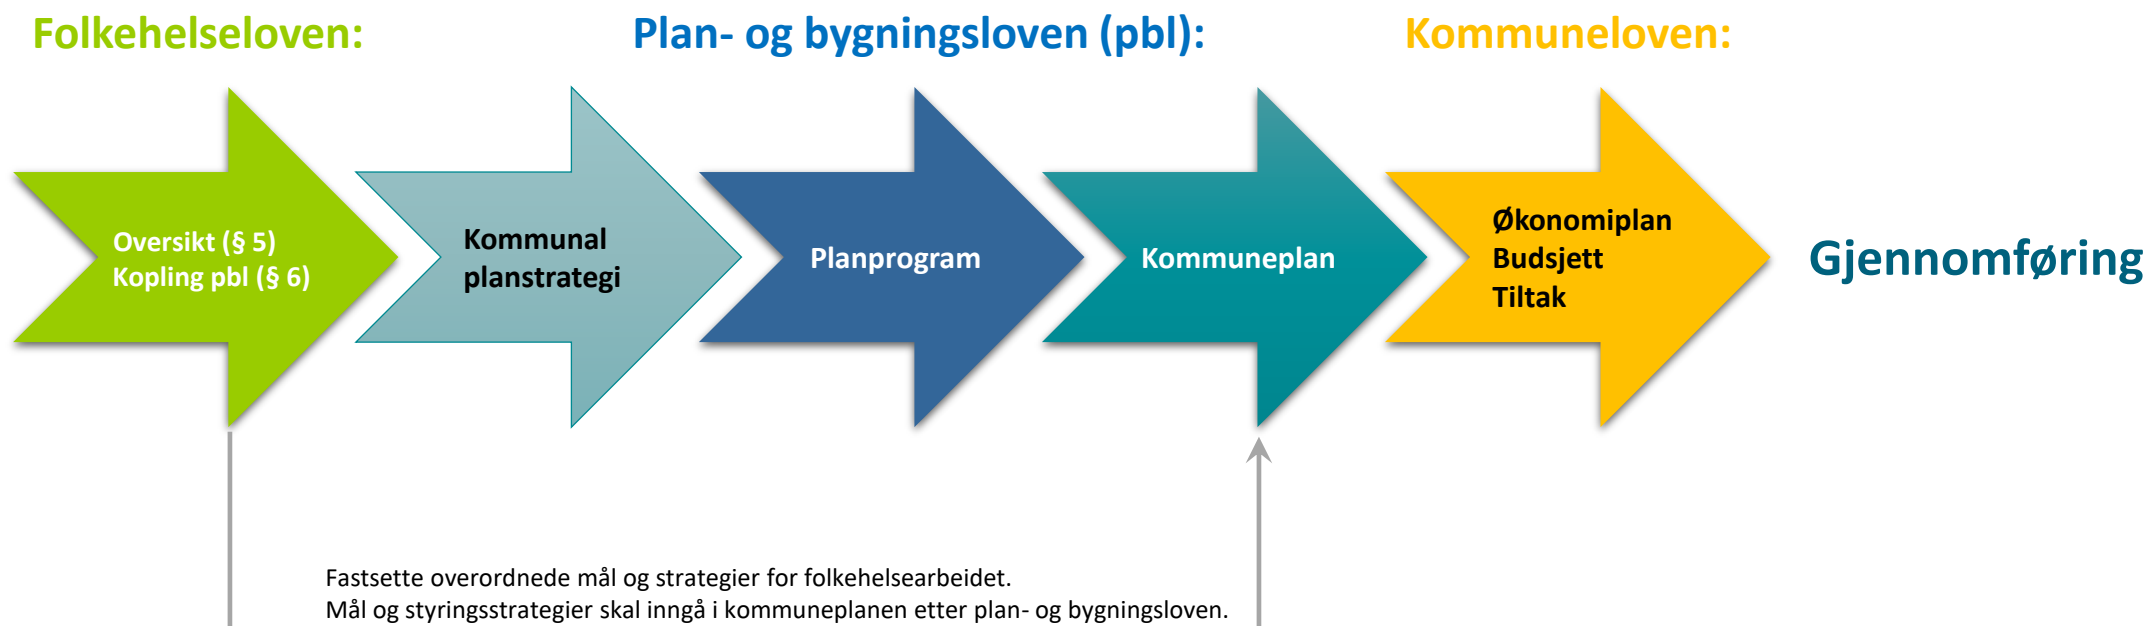 Folkehelseloven:
Plan- og bygningsloven (pbl):
Kommuneloven:
Oversikt (§ 5)
Kopling pbl (§ 6)
Kommunal
planstrategi
Planprogram
Kommuneplan
Økonomiplan
Budsjett
Tiltak
Gjennomføring
Fastsette overordnede mål og strategier for folkehelsearbeidet.
Mål og styringsstrategier skal inngå i kommuneplanen etter plan- og bygningsloven.